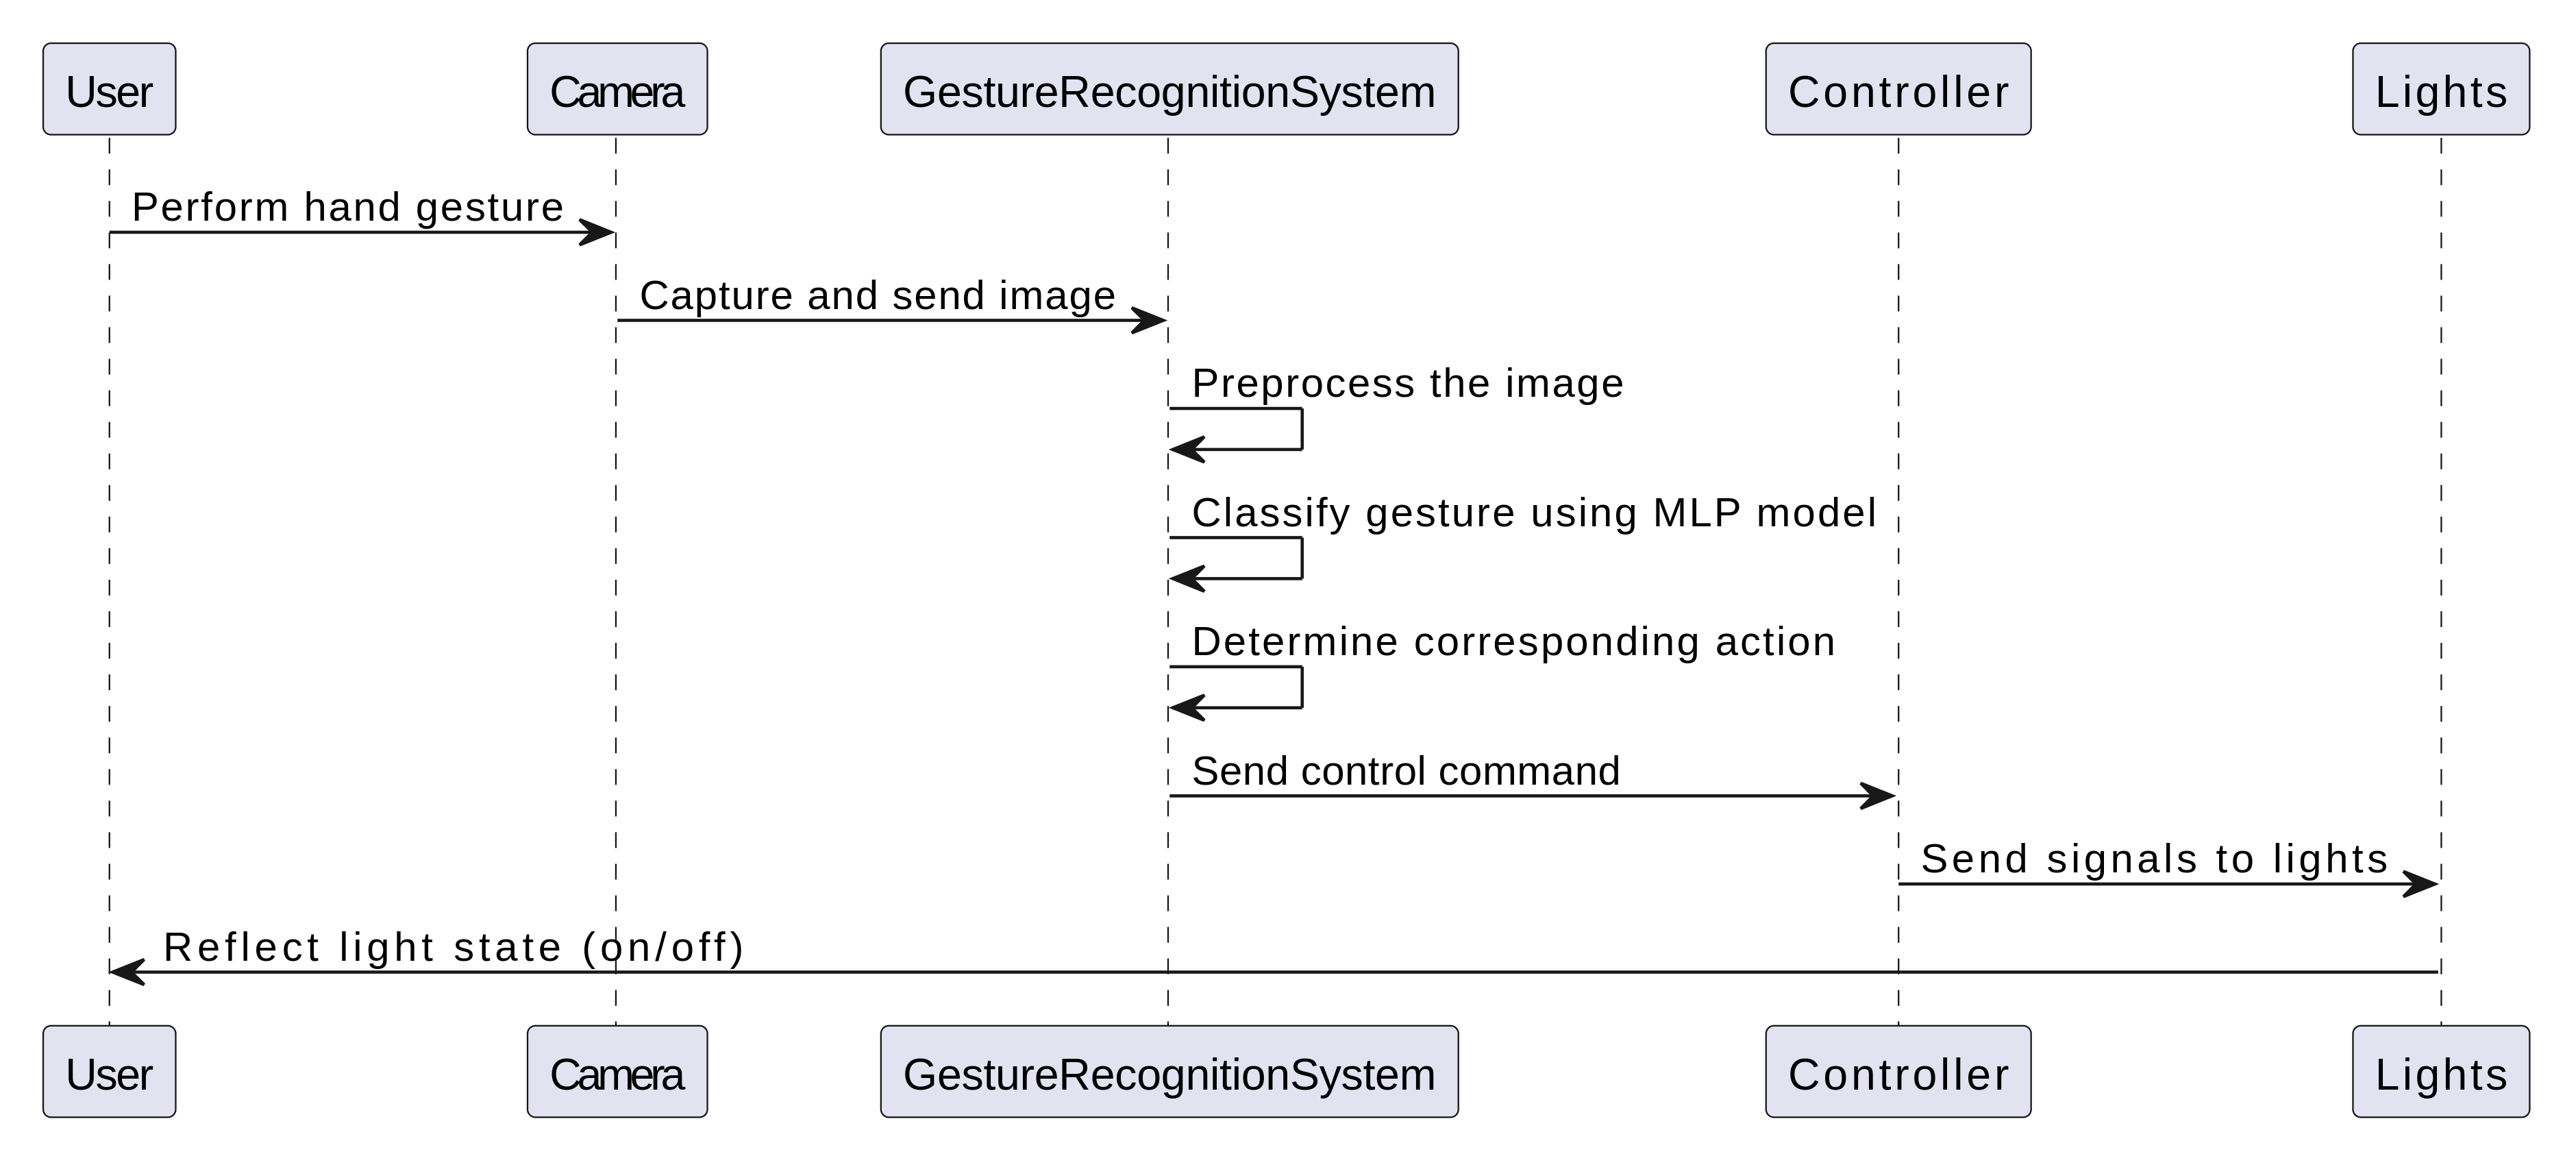 User
Camera
GestureRecognitionSystem
Controller
Lights
Perform hand gesture
Capture and send image
Preprocess the image
Classify gesture using MLP model
Determine corresponding action
Send control command
Send signals to lights
Reflect light state (on/off)
User
Camera
GestureRecognitionSystem
Controller
Lights